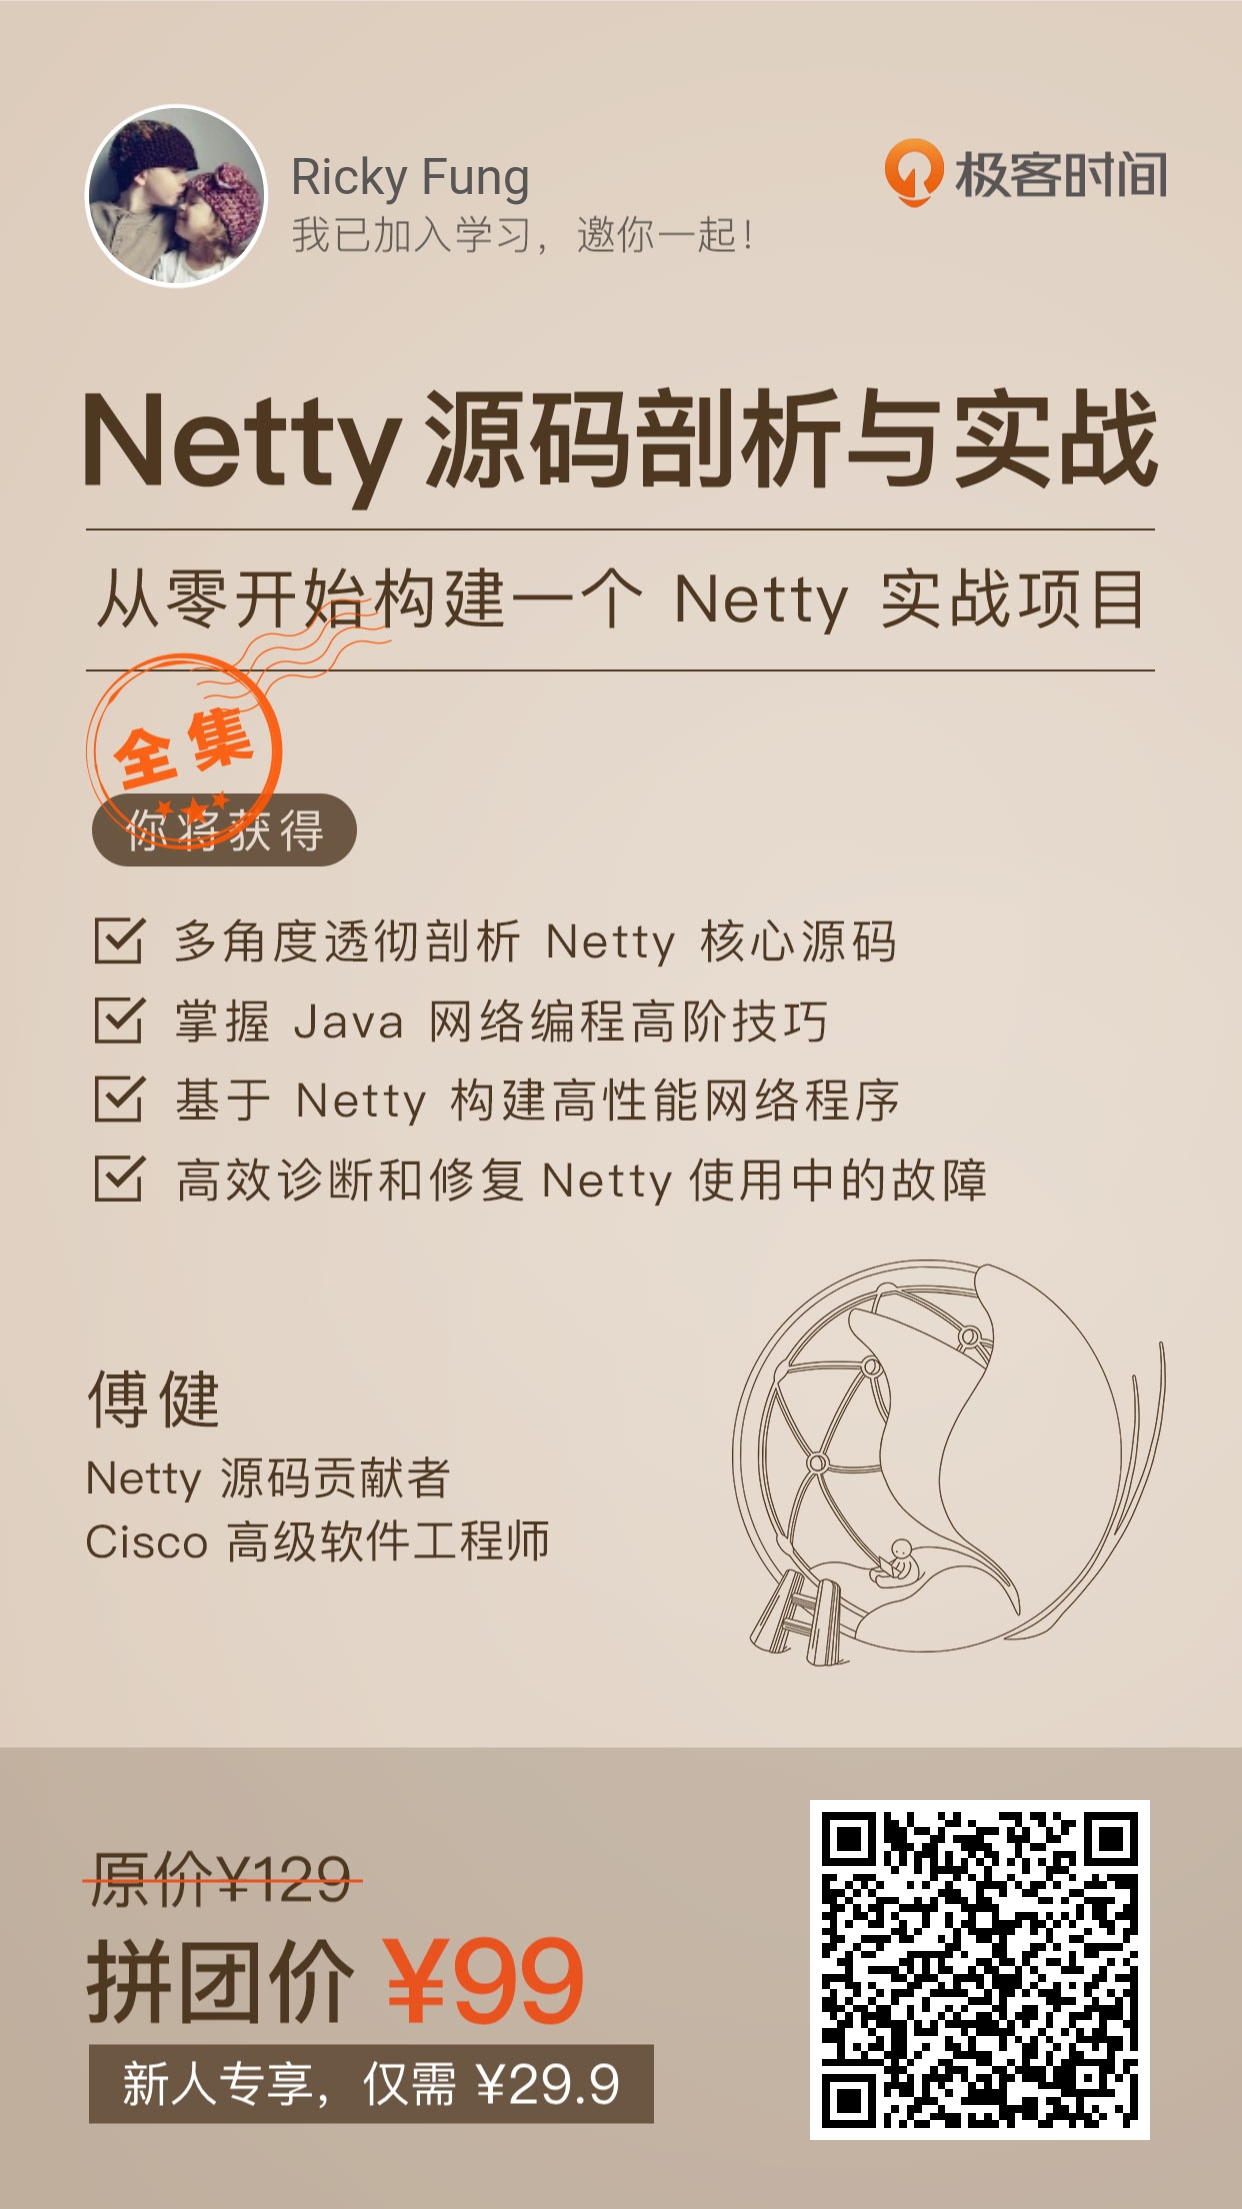 Ricky Fung
我已加入学习，邀你一起！
极客时间
Netty 源码剖析与实战
从零开始构建一个 Netty 实战项目
全集
你将获得
多角度透彻剖析 Netty 核心源码
掌握 Java 网络编程高阶技巧
基于 Netty 构建高性能网络程序
高效诊断和修复 Netty 使用中的故障
傅健
Netty 源码贡献者
Cisco 高级软件工程师
原价¥129
拼团价 ¥99
新人专享，仅需 ¥29.9